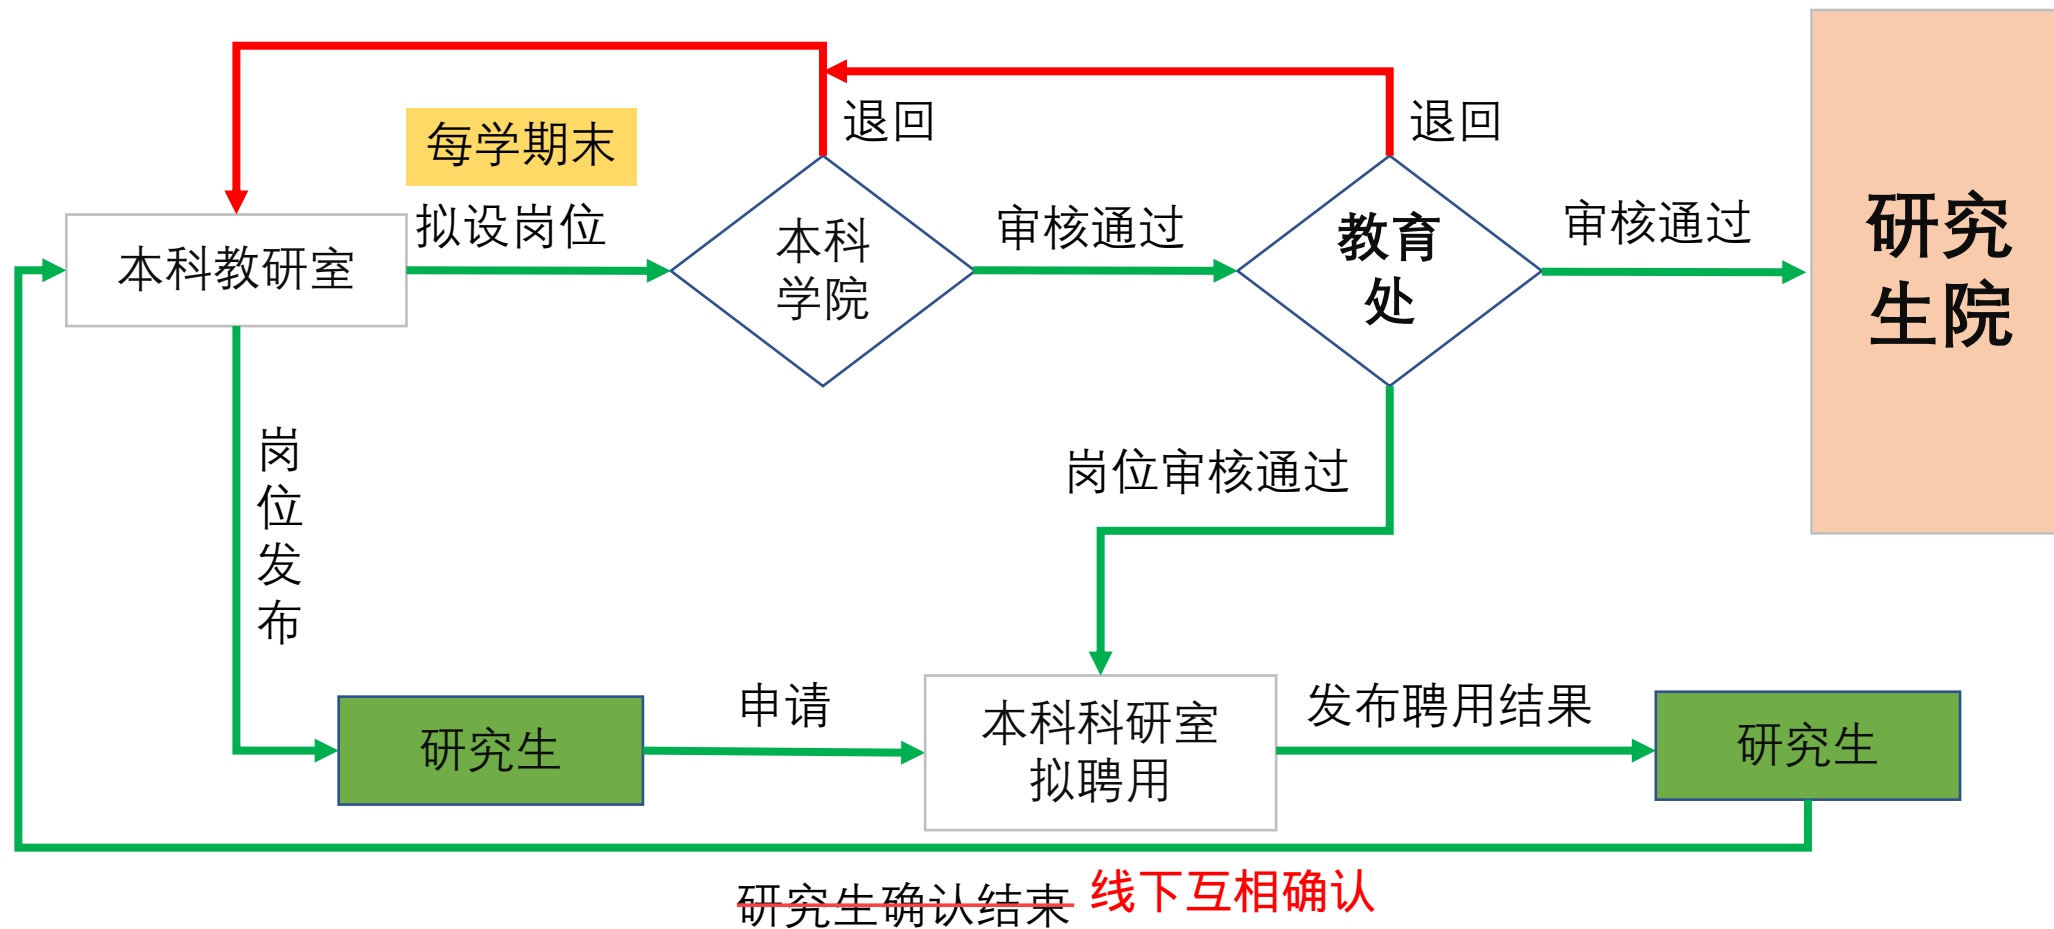 退回
退回
每学期末
拟设岗位
审核通过
审核通过
本科教研室
本科
学院
教育
处
研究
生院
岗
位
发
布
岗位审核通过
申请
发布聘用结果
研究生
本科科研室
拟聘用
研究生
研究生确认结束
线下互相确认